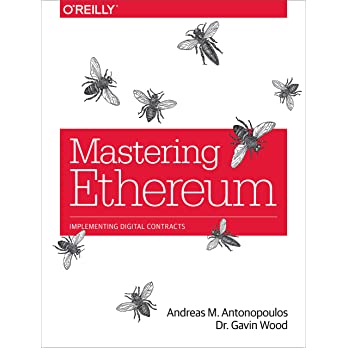 O'REILLY®
Mastering
Ethereum
IMPLEMENTING DIGITAL CONTRACTS
Andreas M. Antonopoulos
Dr. Gavin Wood